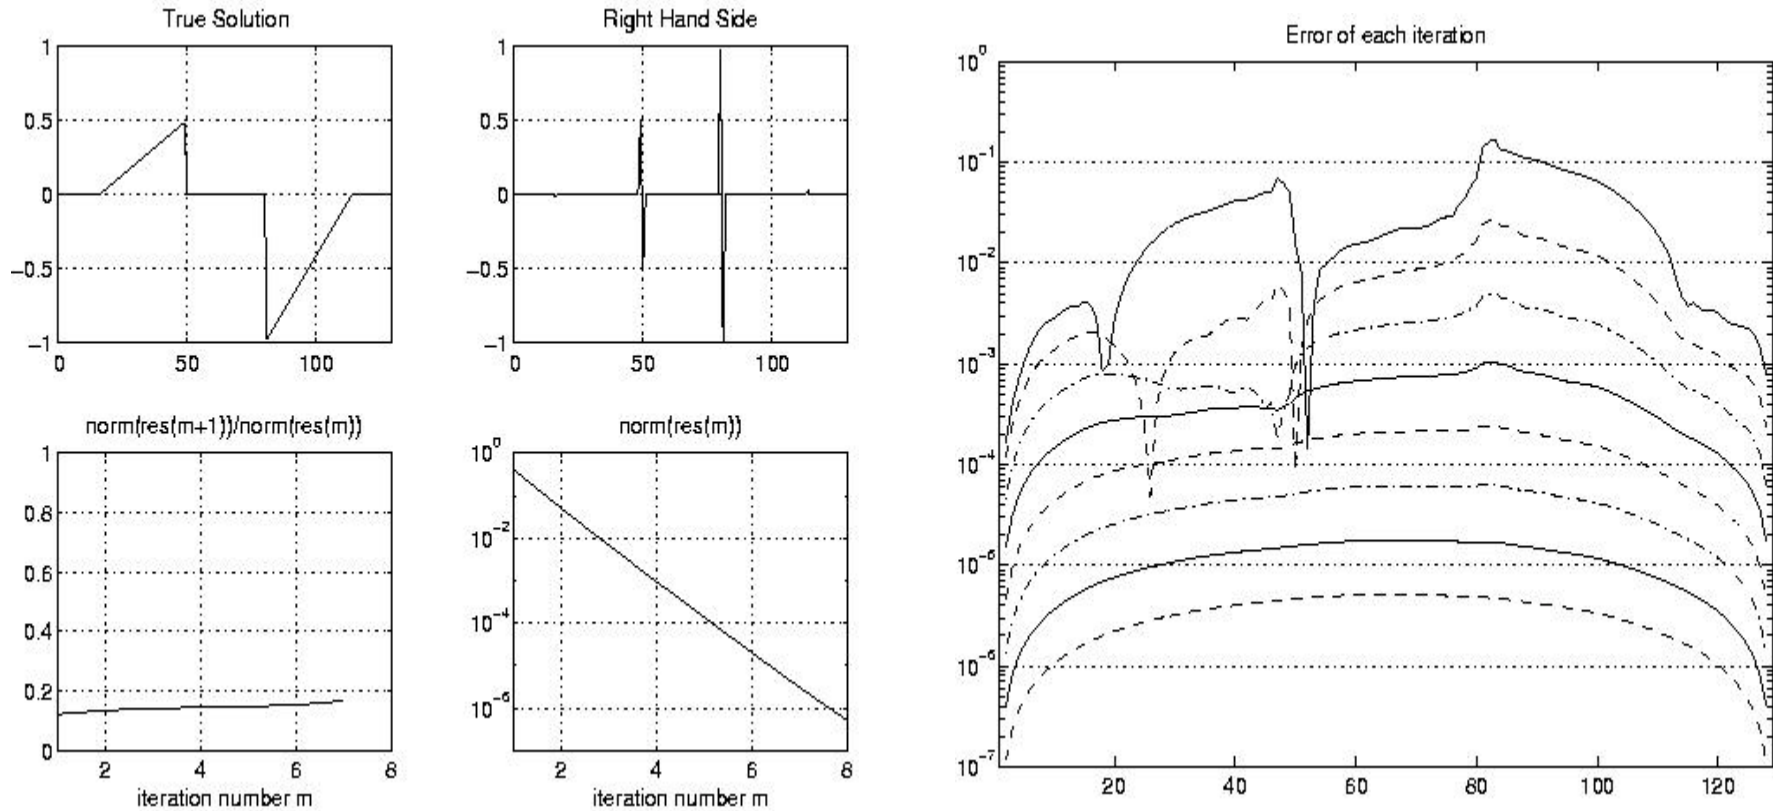 True Solution
1
0.5
0
−0.5
−1
0 50 100
Right Hand Side
1
0.5
0
−0.5
−1
0 50 100
norm(res(m+1))/norm(res(m))
1
0.8
0.6
0.4
0.2
0
2 4 6 8
iteration number m
norm(res(m))
10^0
10^−2
10^−4
10^−6
2 4 6 8
iteration number m
Error of each iteration
10^0
10^−1
10^−2
10^−3
10^−4
10^−5
10^−6
10^−7
20 40 60 80 100 120